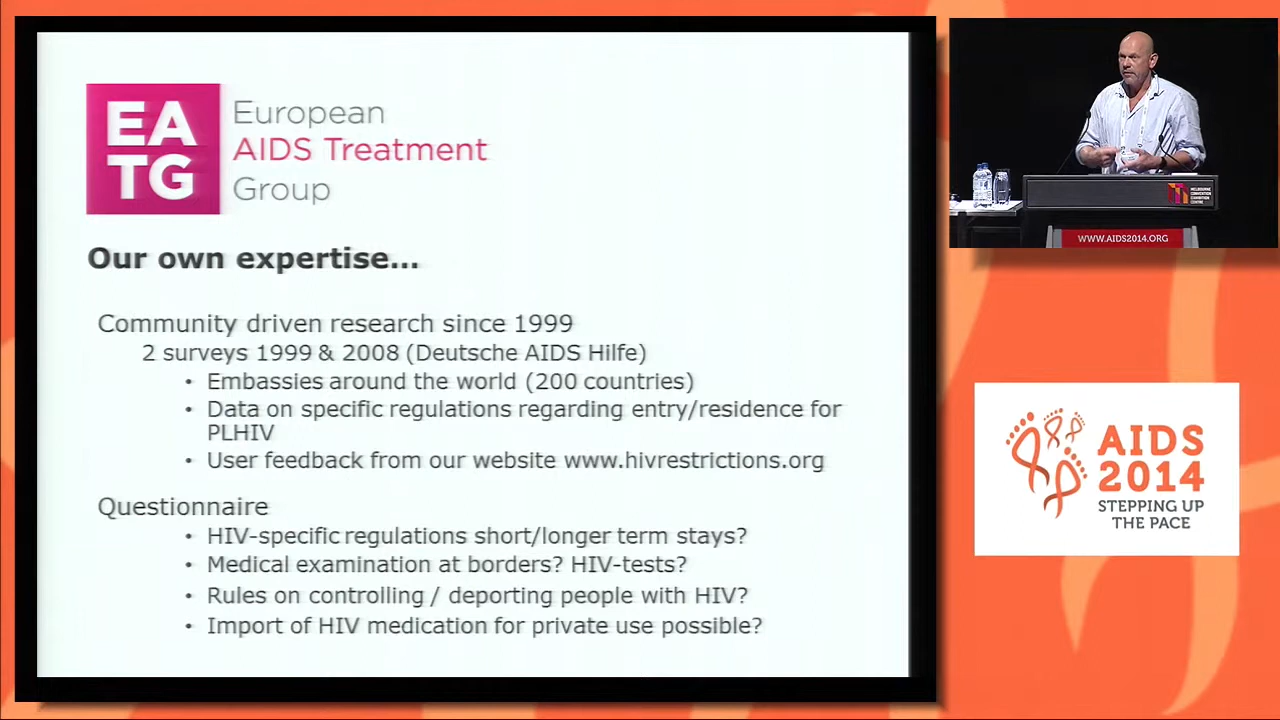 EA
TG
European
AIDS Treatment
Group
Our own expertise...
Community driven research since 1999
2 surveys 1999 & 2008 (Deutsche AIDS Hilfe)
• Embassies around the world (200 countries)
• Data on specific regulations regarding entry/residence for
PLHIV
• User feedback from our website www.hivrestrictions.org
Questionnaire
• HIV-specific regulations short/longer term stays?
• Medical examination at borders? HIV-tests?
• Rules on controlling / deporting people with HIV?
• Import of HIV medication for private use possible?
MELBOURNE
CONVENTION
EXHIBITION
CENTRE
WWW.AIDS2014.ORG
AIDS
2014
STEPPING UP
THE PACE